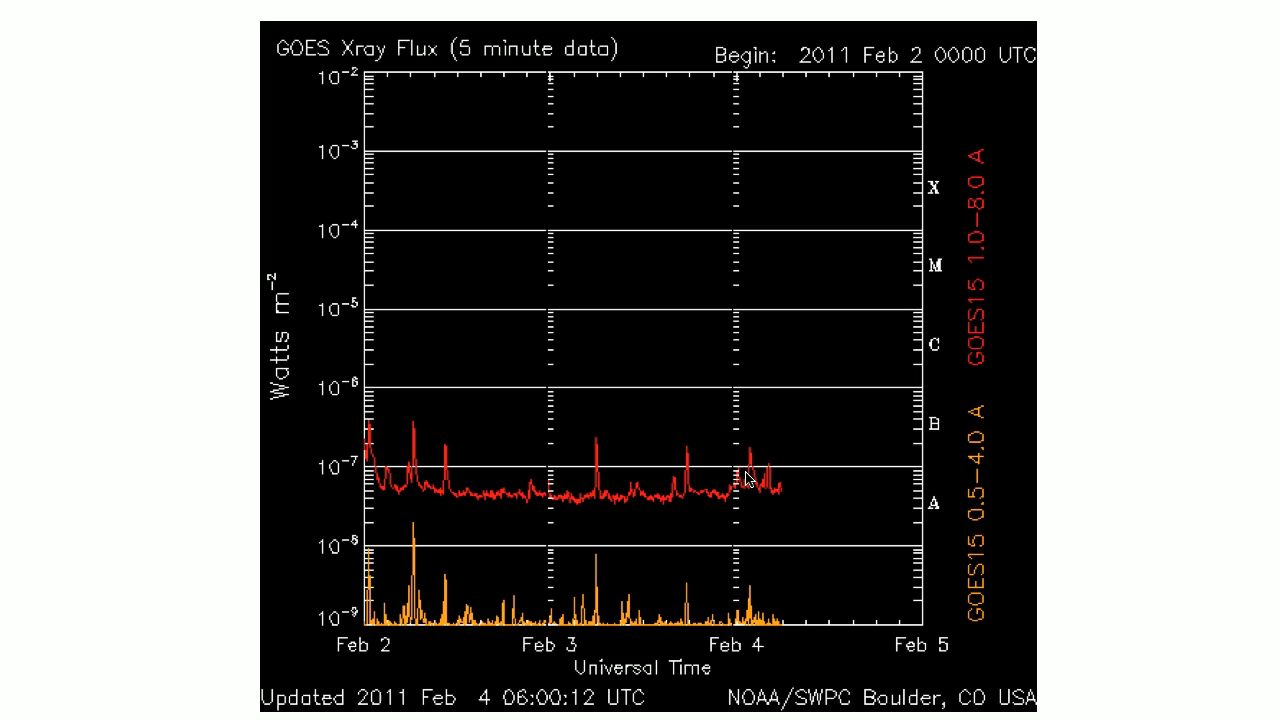 GOES Xray Flux (5 minute data)
Begin: 2011 Feb 2 0000 UTC
10⁻²
10⁻³
10⁻⁴
10⁻⁵
10⁻⁶
10⁻⁷
10⁻⁸
10⁻⁹
Watts m⁻²
X
M
C
B
A
GOES15 1.0-8.0 A
GOES15 0.5-4.0 A
Feb 2
Feb 3
Feb 4
Feb 5
Universal Time
Updated 2011 Feb 4 06:00:12 UTC
NOAA/SWPC Boulder, CO USA